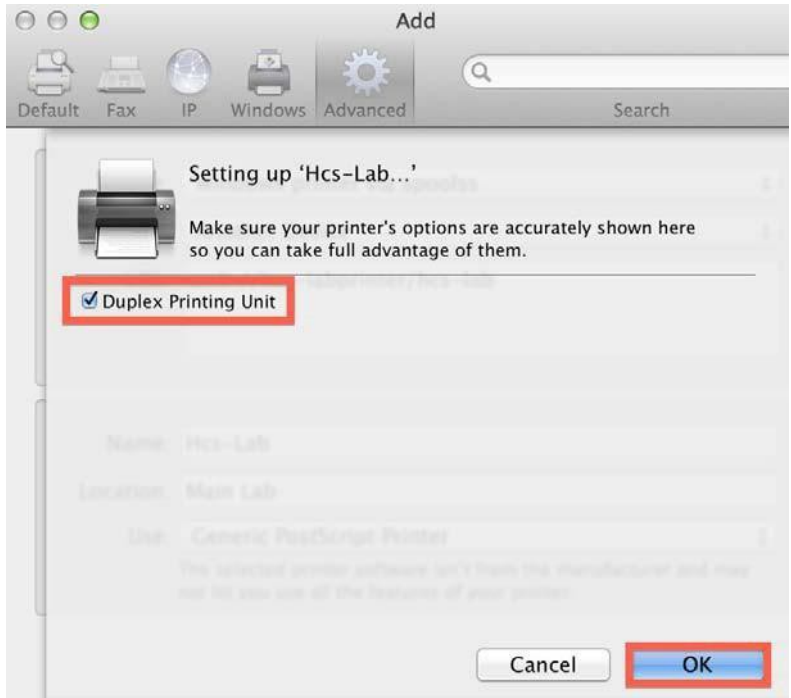 Add
Default Fax IP Windows Advanced Search
Setting up ‘Hcs-Lab...’
Make sure your printer's options are accurately shown here
so you can take full advantage of them.
Duplex Printing Unit
Name: Hcs-Lab
Location: Main Lab
Use: Generic PostScript Printer
The selected printer software isn't from the manufacturer and may
not let you use all the features of your printer.
Cancel OK